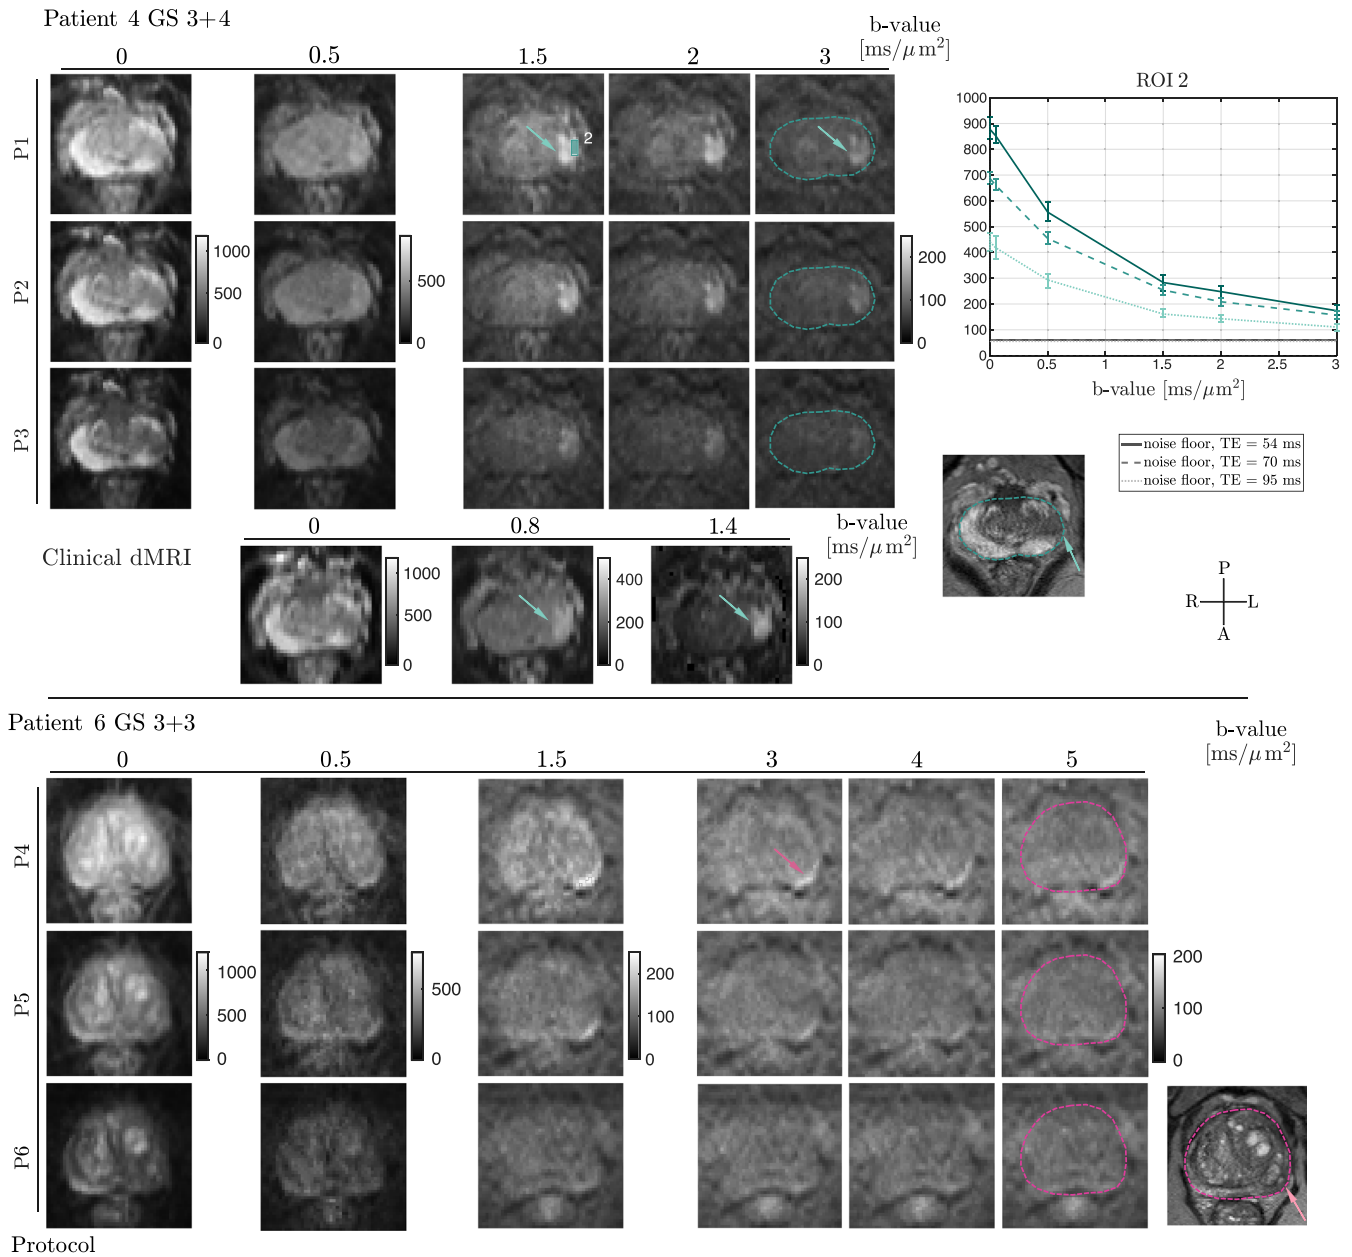 Patient 4 GS 3+4
b-value
[ms/μm²]
0 0.5 1.5 2 3
P1
2
P2
1000
500
0
500
0
200
100
0
P3
ROI 2
1000
900
800
700
600
500
400
300
200
100
0
0 0.5 1 1.5 2 2.5 3
b-value [ms/μm²]
noise floor, TE = 54 ms
noise floor, TE = 70 ms
noise floor, TE = 95 ms
Clinical dMRI
0 0.8 1.4
b-value
[ms/μm²]
1000
500
0
400
200
0
200
100
0
P
R L
A
Patient 6 GS 3+3
b-value
[ms/μm²]
0 0.5 1.5 3 4 5
P4
P5
1000
500
0
500
0
200
100
0
200
100
0
P6
Protocol